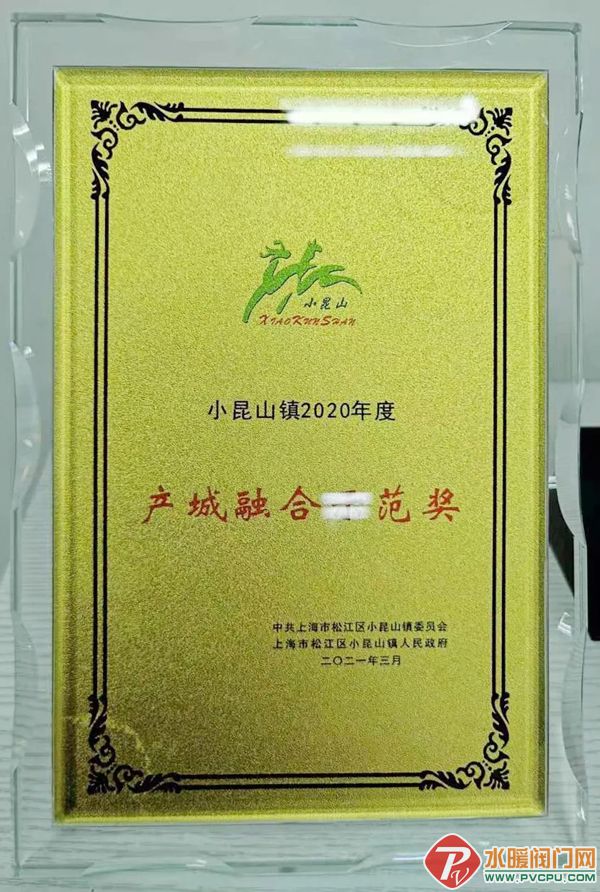 小昆山
XIAOKUNSHAN
小昆山镇2020年度
产城融合 范奖
中共上海市松江区小昆山镇委员会
上海市松江区小昆山镇人民政府
二〇二一年三月
水暖阀门网
WWW.PVCPU.COM